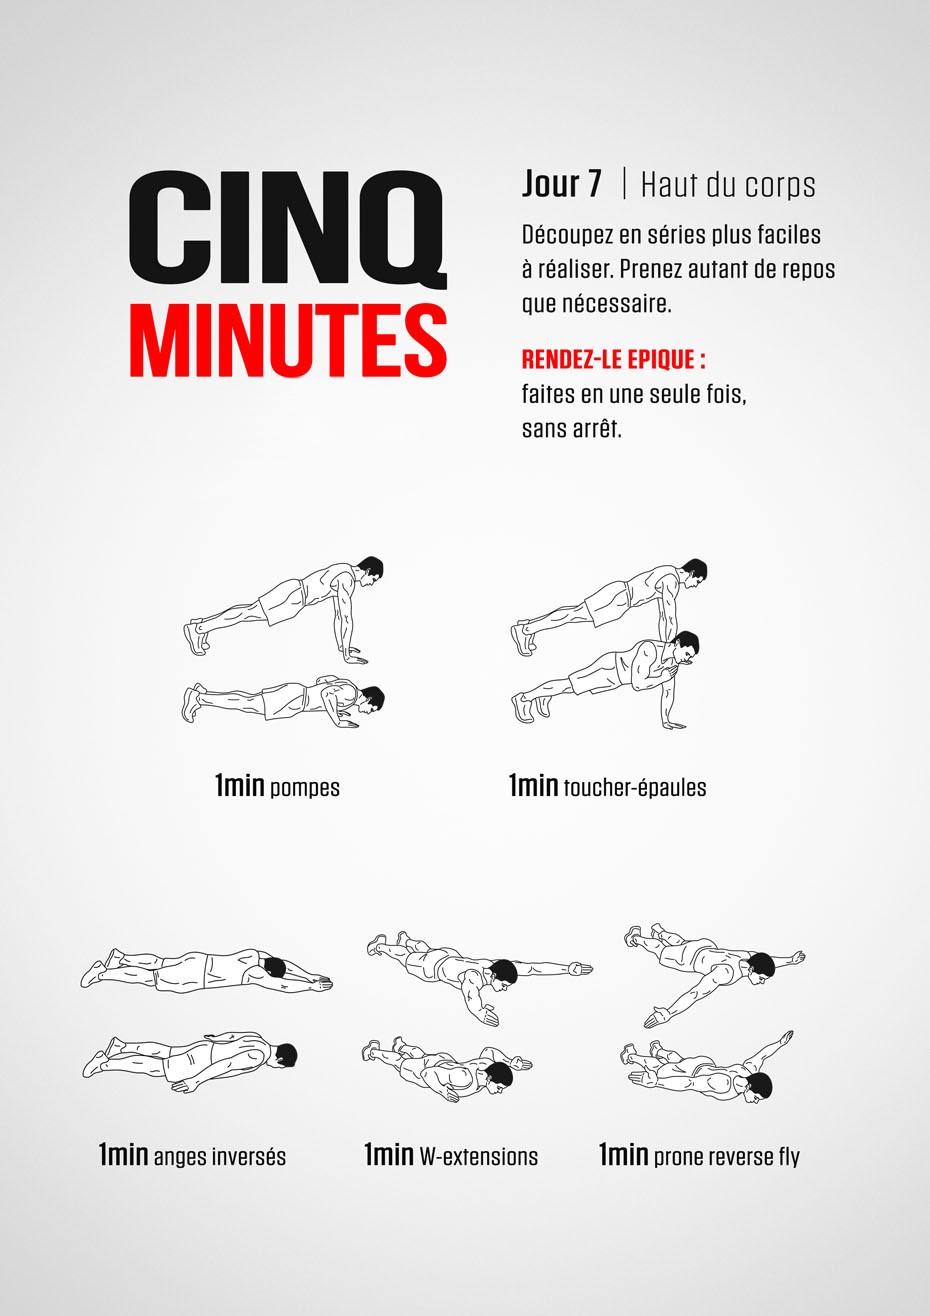 CINQ
MINUTES
Jour 7 | Haut du corps
Découpez en séries plus faciles
à réaliser. Prenez autant de repos
que nécessaire.
RENDEZ-LE EPIQUE :
faites en une seule fois,
sans arrêt.
1min pompes
1min toucher-épaules
1min anges inversés
1min W-extensions
1min prone reverse fly